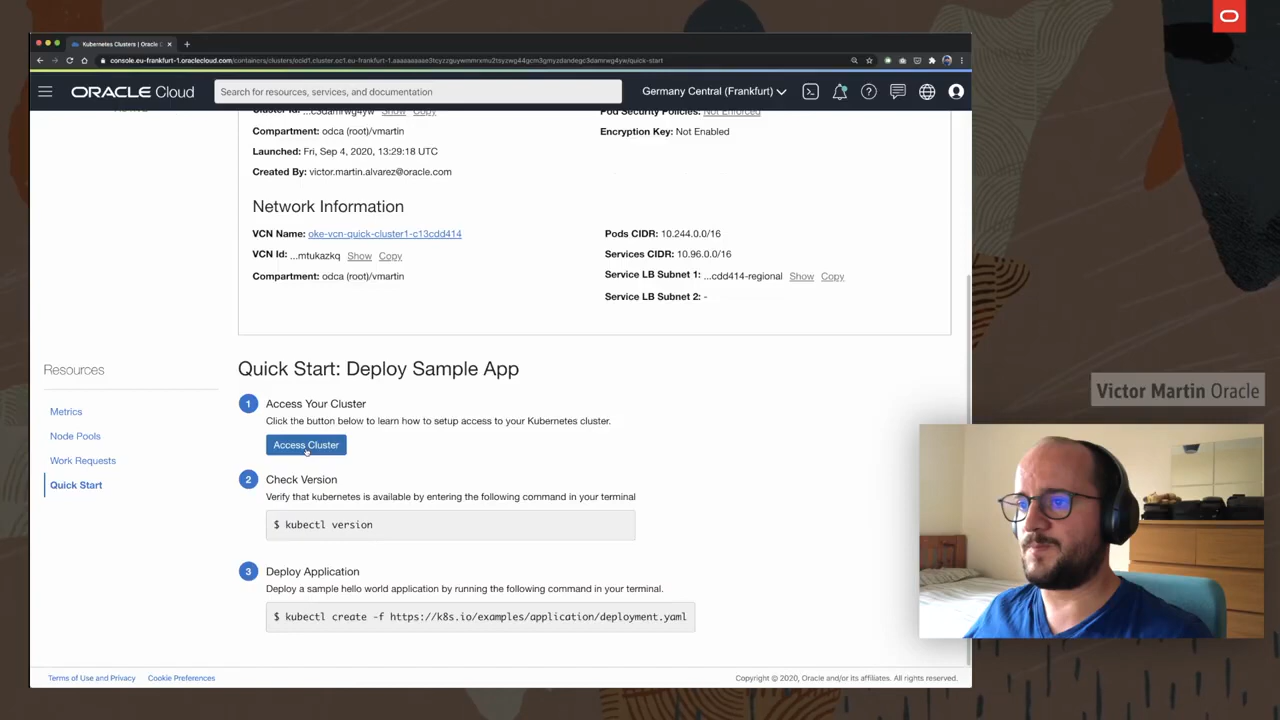 Kubernetes Clusters | Oracle C
ORACLE Cloud
Search for resources, services, and documentation
Germany Central (Frankfurt)
Show Copy
Pod Security Policies: Not Enforced
Compartment: odca (root)/vmartin
Encryption Key: Not Enabled
Launched: Fri, Sep 4, 2020, 13:29:18 UTC
Created By: victor.martin.alvarez@oracle.com
Network Information
VCN Name: oke-vcn-quick-cluster1-c13cdd414
Pods CIDR: 10.244.0.0/16
VCN Id: ...mtukazkq Show Copy
Services CIDR: 10.96.0.0/16
Compartment: odca (root)/vmartin
Service LB Subnet 1: ...cdd414-regional Show Copy
Service LB Subnet 2: -
Resources
Metrics
Node Pools
Work Requests
Quick Start
Quick Start: Deploy Sample App
1 Access Your Cluster
Click the button below to learn how to setup access to your Kubernetes cluster.
Access Cluster
2 Check Version
Verify that kubernetes is available by entering the following command in your terminal
$ kubectl version
3 Deploy Application
Deploy a sample hello world application by running the following command in your terminal.
$ kubectl create -f https://k8s.io/examples/application/deployment.yaml
Terms of Use and Privacy Cookie Preferences
Copyright © 2020, Oracle and/or its affiliates. All rights reserved.
Victor Martin Oracle